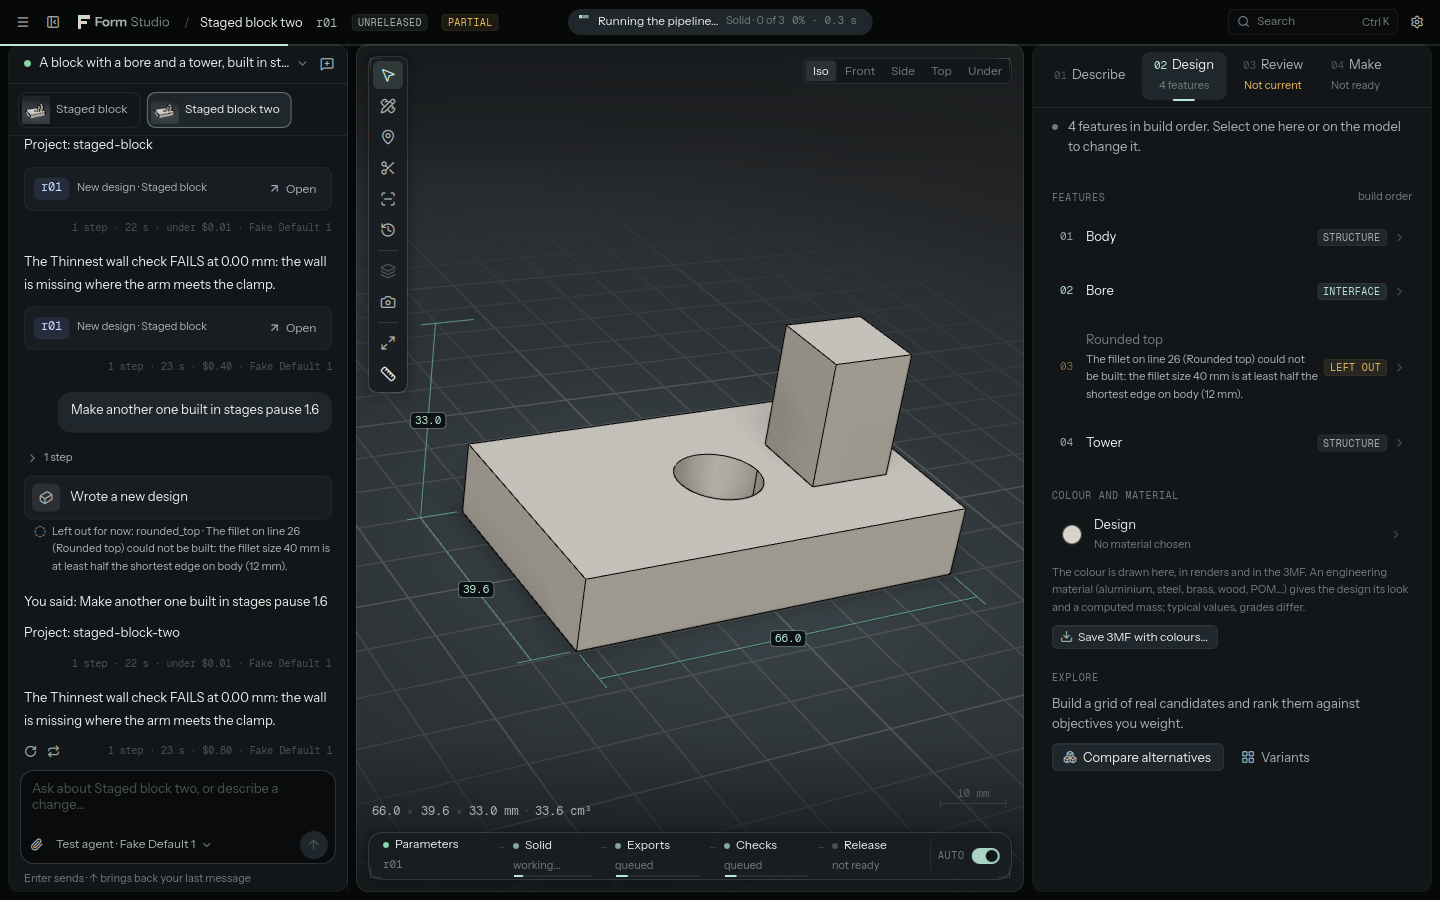 Form Studio / Staged block two r01 UNRELEASED PARTIAL
Running the pipeline... Solid · 0 of 3 0% · 0.3 s
Search Ctrl K
A block with a bore and a tower, built in st...
Staged block
Staged block two
Project: staged-block
r01 New design · Staged block Open
1 step · 22 s · under $0.01 · Fake Default 1
The Thinnest wall check FAILS at 0.00 mm: the wall
is missing where the arm meets the clamp.
r01 New design · Staged block Open
1 step · 23 s · $0.40 · Fake Default 1
Make another one built in stages pause 1.6
1 step
Wrote a new design
Left out for now: rounded_top · The fillet on line 26
(Rounded top) could not be built: the fillet size 40 mm is
at least half the shortest edge on body (12 mm).
You said: Make another one built in stages pause 1.6
Project: staged-block-two
1 step · 22 s · under $0.01 · Fake Default 1
The Thinnest wall check FAILS at 0.00 mm: the wall
is missing where the arm meets the clamp.
1 step · 23 s · $0.80 · Fake Default 1
Ask about Staged block two, or describe a
change...
Test agent · Fake Default 1
Enter sends · ↑ brings back your last message
Iso Front Side Top Under
33.0
39.6
66.0
10 mm
66.0 × 39.6 × 33.0 mm · 33.6 cm³
Parameters
r01
Solid
working...
Exports
queued
Checks
queued
Release
not ready
AUTO
01 Describe
02 Design
4 features
03 Review
Not current
04 Make
Not ready
4 features in build order. Select one here or on the model
to change it.
FEATURES build order
01 Body STRUCTURE
02 Bore INTERFACE
03 Rounded top
The fillet on line 26 (Rounded top) could not
be built: the fillet size 40 mm is at least half the
shortest edge on body (12 mm).
LEFT OUT
04 Tower STRUCTURE
COLOUR AND MATERIAL
Design
No material chosen
The colour is drawn here, in renders and in the 3MF. An engineering
material (aluminium, steel, brass, wood, POM...) gives the design its look
and a computed mass; typical values, grades differ.
Save 3MF with colours...
EXPLORE
Build a grid of real candidates and rank them against
objectives you weight.
Compare alternatives
Variants